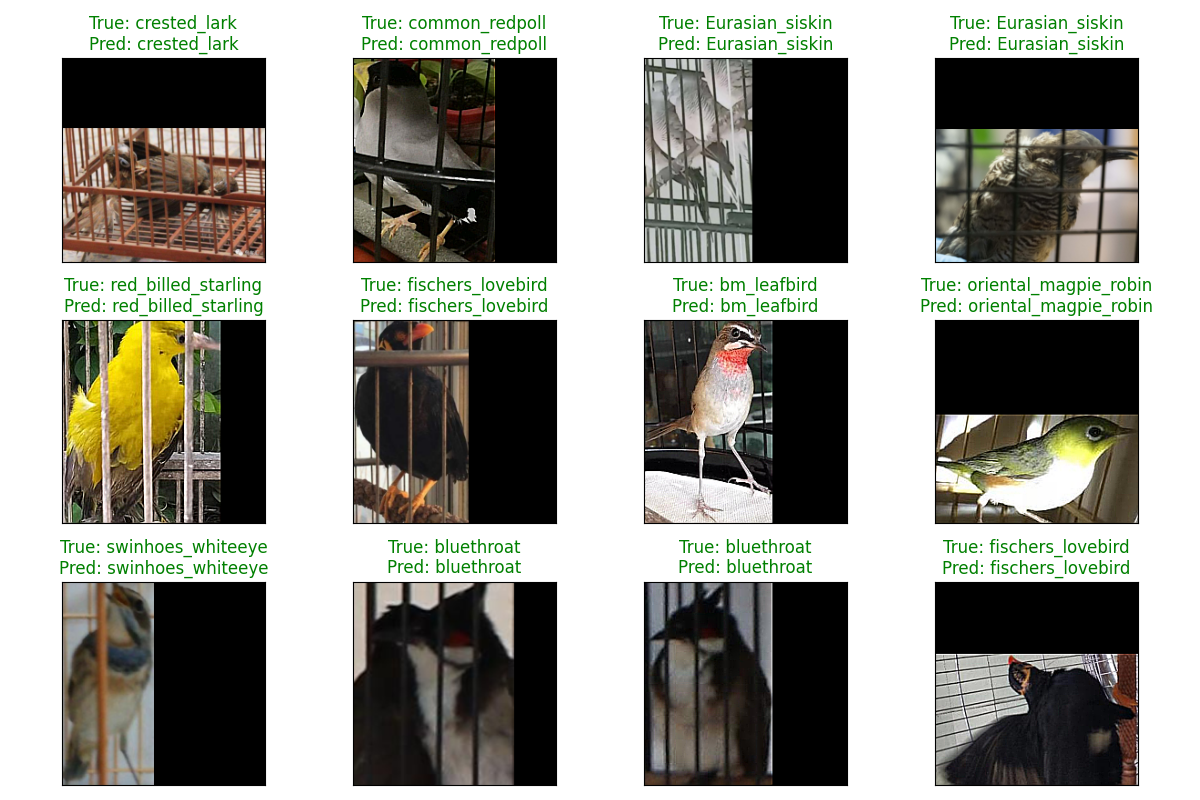 True: crested_lark
Pred: crested_lark
True: common_redpoll
Pred: common_redpoll
True: Eurasian_siskin
Pred: Eurasian_siskin
True: Eurasian_siskin
Pred: Eurasian_siskin
True: red_billed_starling
Pred: red_billed_starling
True: fischers_lovebird
Pred: fischers_lovebird
True: bm_leafbird
Pred: bm_leafbird
True: oriental_magpie_robin
Pred: oriental_magpie_robin
True: swinhoes_whiteeye
Pred: swinhoes_whiteeye
True: bluethroat
Pred: bluethroat
True: bluethroat
Pred: bluethroat
True: fischers_lovebird
Pred: fischers_lovebird